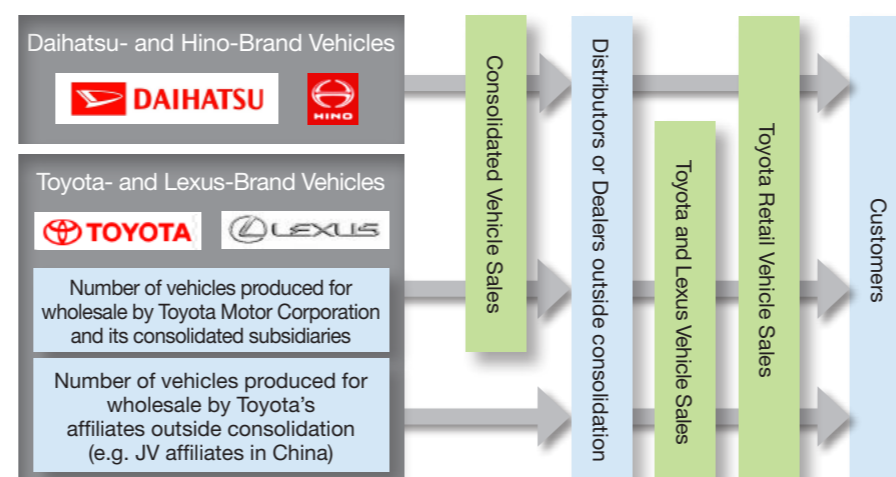 Daihatsu- and Hino-Brand Vehicles
DAIHATSU
HINO
Toyota- and Lexus-Brand Vehicles
TOYOTA
LEXUS
Number of vehicles produced for
wholesale by Toyota Motor Corporation
and its consolidated subsidiaries
Number of vehicles produced for
wholesale by Toyota's
affiliates outside consolidation
(e.g. JV affiliates in China)
Consolidated Vehicle Sales
Distributors or Dealers outside consolidation
Toyota and Lexus Vehicle Sales
Toyota Retail Vehicle Sales
Customers